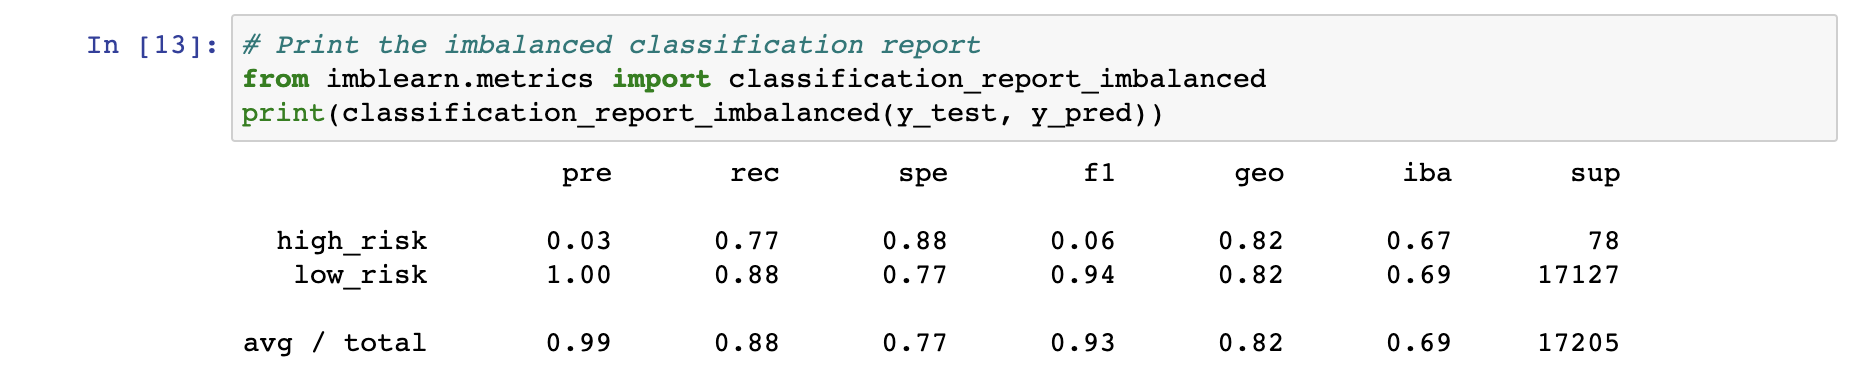 In [13]: # Print the imbalanced classification report
from imblearn.metrics import classification_report_imbalanced
print(classification_report_imbalanced(y_test, y_pred))
pre rec spe f1 geo iba sup
high_risk 0.03 0.77 0.88 0.06 0.82 0.67 78
low_risk 1.00 0.88 0.77 0.94 0.82 0.69 17127
avg / total 0.99 0.88 0.77 0.93 0.82 0.69 17205